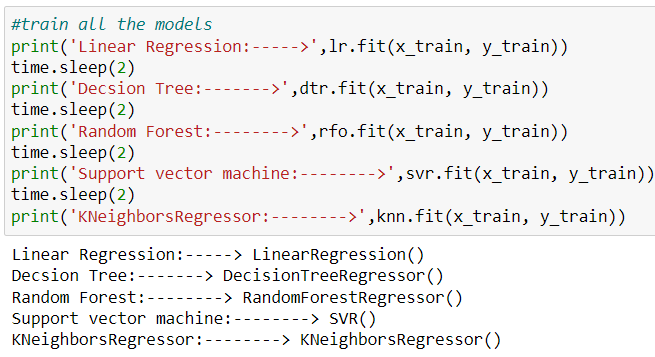 #train all the models
print('Linear Regression:----->',lr.fit(x_train, y_train))
time.sleep(2)
print('Decsion Tree:------->',dtr.fit(x_train, y_train))
time.sleep(2)
print('Random Forest:-------->',rfo.fit(x_train, y_train))
time.sleep(2)
print('Support vector machine:-------->',svr.fit(x_train, y_train))
time.sleep(2)
print('KNeighborsRegressor:-------->',knn.fit(x_train, y_train))
Linear Regression:-----> LinearRegression()
Decsion Tree:-------> DecisionTreeRegressor()
Random Forest:--------> RandomForestRegressor()
Support vector machine:--------> SVR()
KNeighborsRegressor:--------> KNeighborsRegressor()